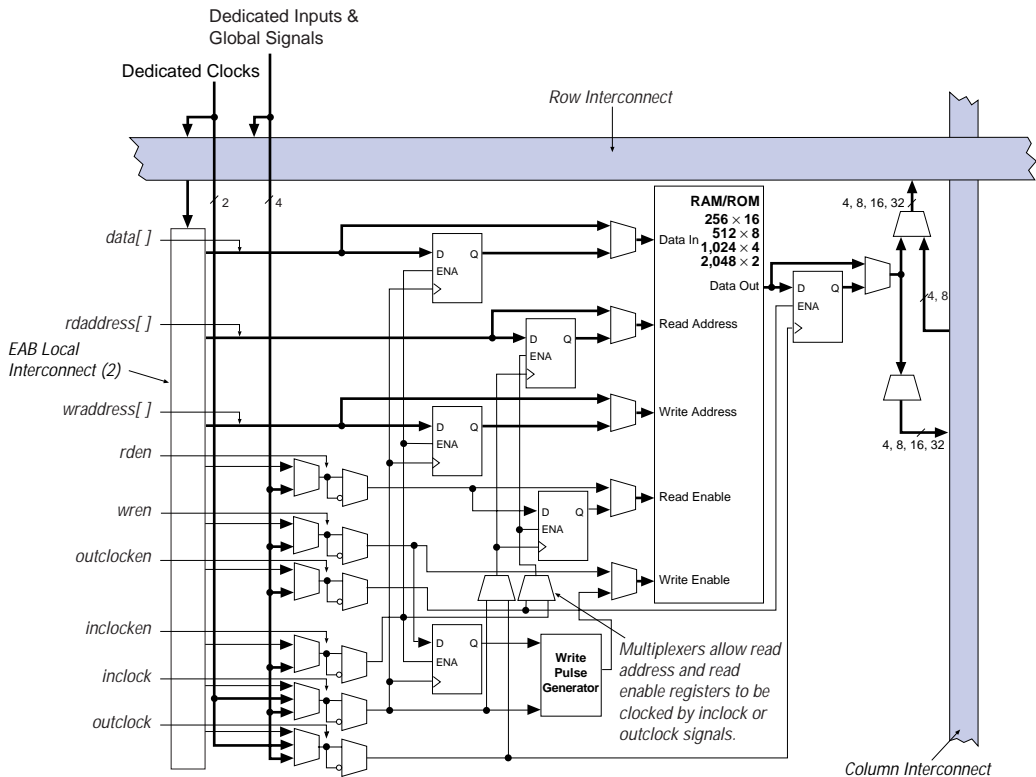 Dedicated Inputs &
Global Signals
Dedicated Clocks
Row Interconnect
2
4
4, 8, 16, 32
RAM/ROM
256 × 16
512 × 8
1,024 × 4
2,048 × 2
data[ ]
D
Q
ENA
Data In
Data Out
D
Q
ENA
4, 8
rdaddress[ ]
D
Q
ENA
Read Address
EAB Local
Interconnect (2)
wraddress[ ]
D
Q
ENA
Write Address
4, 8, 16, 32
rden
D
Q
ENA
Read Enable
wren
outclocken
Write Enable
inclocken
D
Q
ENA
Write
Pulse
Generator
Multiplexers allow read
address and read
enable registers to be
clocked by inclock or
outclock signals.
inclock
outclock
Column Interconnect